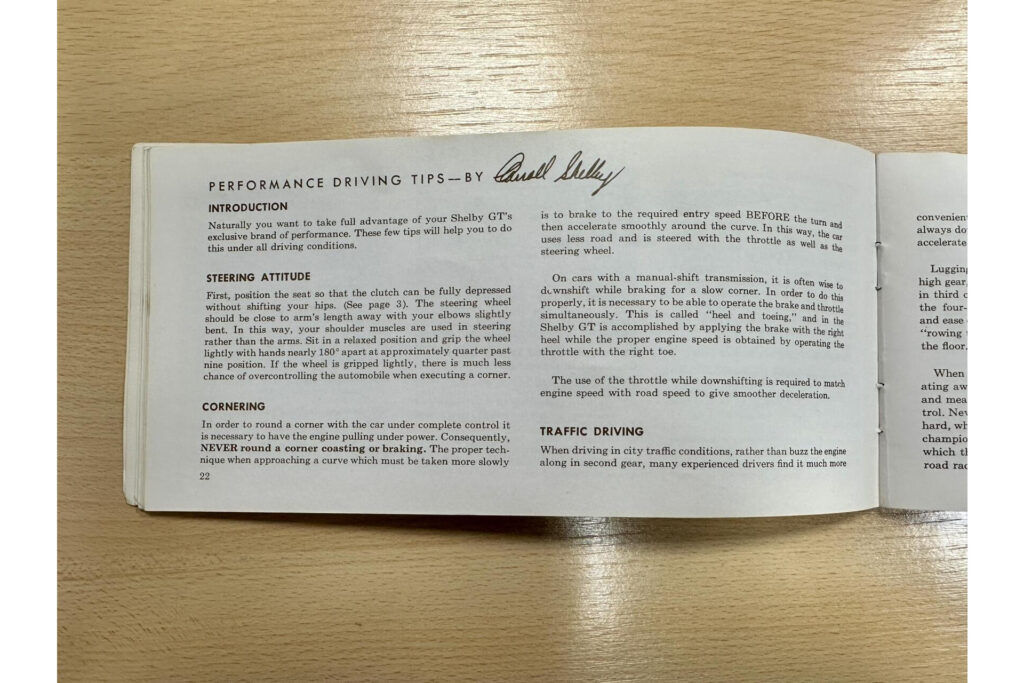 PERFORMANCE DRIVING TIPS—BY Carroll Shelby
INTRODUCTION
Naturally you want to take full advantage of your Shelby GT's
exclusive brand of performance. These few tips will help you to do
this under all driving conditions.
STEERING ATTITUDE
First, position the seat so that the clutch can be fully depressed
without shifting your hips. (See page 3). The steering wheel
should be close to arm's length away with your elbows slightly
bent. In this way, your shoulder muscles are used in steering
rather than the arms. Sit in a relaxed position and grip the wheel
lightly with hands nearly 180° apart at approximately quarter past
nine position. If the wheel is gripped lightly, there is much less
chance of overcontrolling the automobile when executing a corner.
CORNERING
In order to round a corner with the car under complete control it
is necessary to have the engine pulling under power. Consequently,
NEVER round a corner coasting or braking. The proper tech-
nique when approaching a curve which must be taken more slowly
22
is to brake to the required entry speed BEFORE the turn and
then accelerate smoothly around the curve. In this way, the car
uses less road and is steered with the throttle as well as the
steering wheel.
On cars with a manual-shift transmission, it is often wise to
downshift while braking for a slow corner. In order to do this
properly, it is necessary to be able to operate the brake and throttle
simultaneously. This is called "heel and toeing," and in the
Shelby GT is accomplished by applying the brake with the right
heel while the proper engine speed is obtained by operating the
throttle with the right toe.
The use of the throttle while downshifting is required to match
engine speed with road speed to give smoother deceleration.
TRAFFIC DRIVING
When driving in city traffic conditions, rather than buzz the engine
along in second gear, many experienced drivers find it much more
convenien
always do
accelerate
Luggin
high gear,
in third
the four-
and ease
"rowing
the floor.
When
ating aw
and mea
trol. Nev
hard, wh
champio
which th
road rac